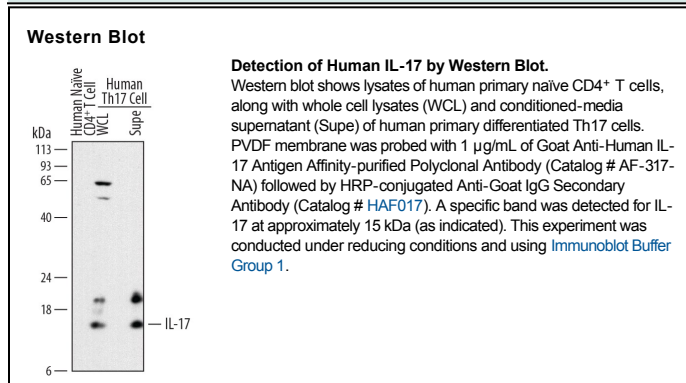 Western Blot
Human Naïve
CD4⁺ T Cell
Human
Th17 Cell
WCL
Supe
kDa
113
93
65
40
24
18
6
IL-17
Detection of Human IL-17 by Western Blot.
Western blot shows lysates of human primary naïve CD4⁺ T cells,
along with whole cell lysates (WCL) and conditioned-media
supernatant (Supe) of human primary differentiated Th17 cells.
PVDF membrane was probed with 1 µg/mL of Goat Anti-Human IL-
17 Antigen Affinity-purified Polyclonal Antibody (Catalog # AF-317-
NA) followed by HRP-conjugated Anti-Goat IgG Secondary
Antibody (Catalog # HAF017). A specific band was detected for IL-
17 at approximately 15 kDa (as indicated). This experiment was
conducted under reducing conditions and using Immunoblot Buffer
Group 1.